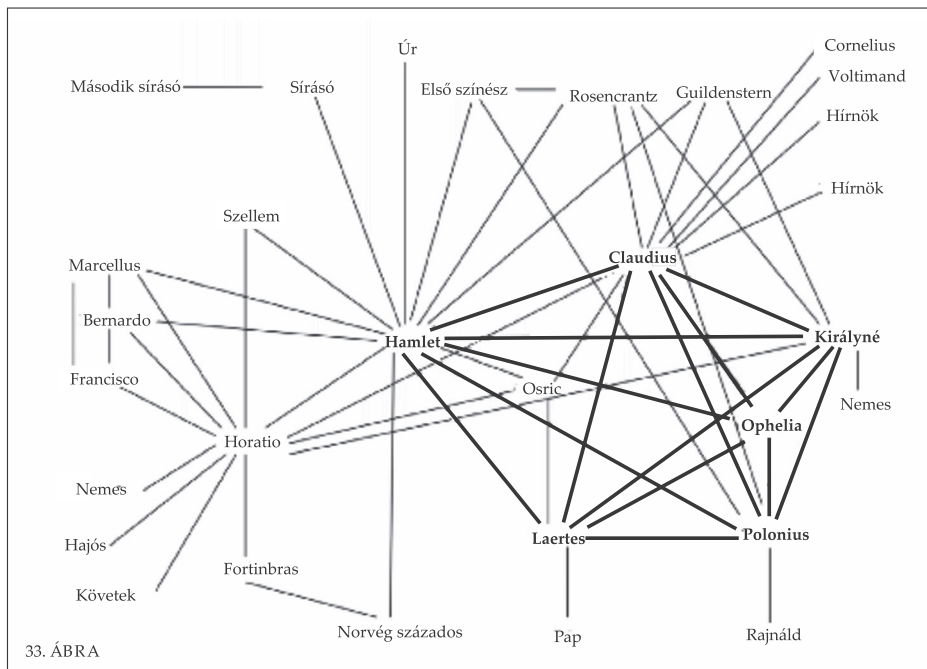 Úr
Cornelius
Voltimand
Második sírásó
Sírásó
Első színész
Rosencrantz
Guildenstern
Hírnök
Hírnök
Szellem
Marcellus
Claudius
Bernardo
Hamlet
Királyné
Francisco
Osric
Nemes
Ophelia
Horatio
Nemes
Laertes
Polonius
Hajós
Fortinbras
Követek
Norvég százados
Pap
Rajnáld
33. ÁBRA